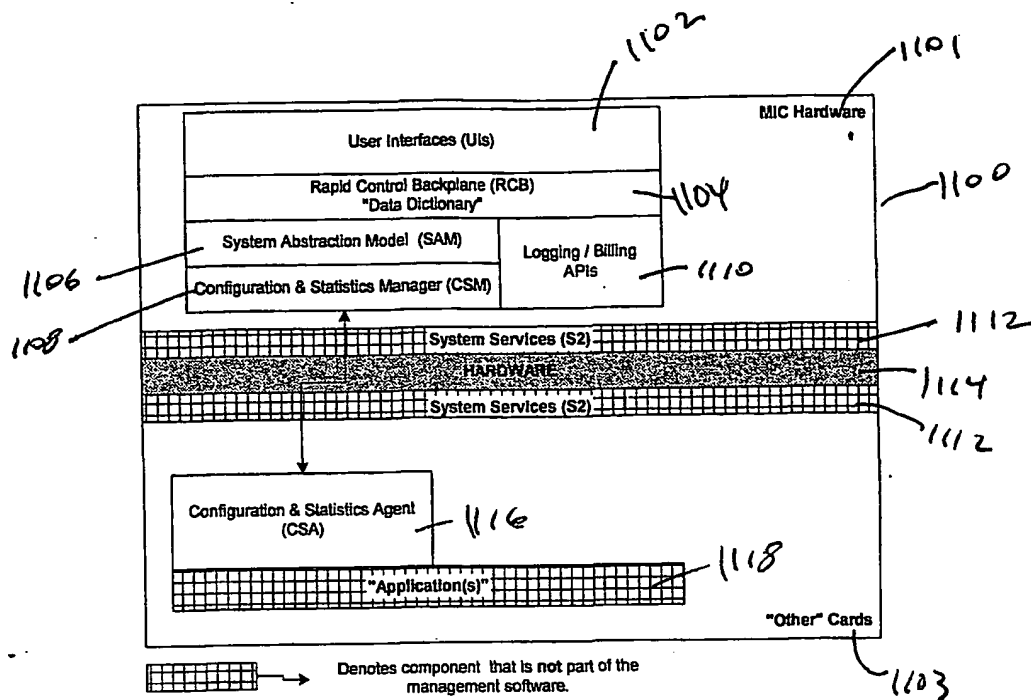 1102
1101
MIC Hardware
User Interfaces (UIs)
1100
Rapid Control Backplane (RCB)
"Data Dictionary"
1104
System Abstraction Model (SAM)
Logging / Billing
APIs
1106
1110
Configuration & Statistics Manager (CSM)
1108
System Services (S2)
1112
HARDWARE
1114
System Services (S2)
1112
Configuration & Statistics Agent
(CSA)
1116
"Application(s)"
1118
"Other" Cards
1103
Denotes component that is not part of the
management software.